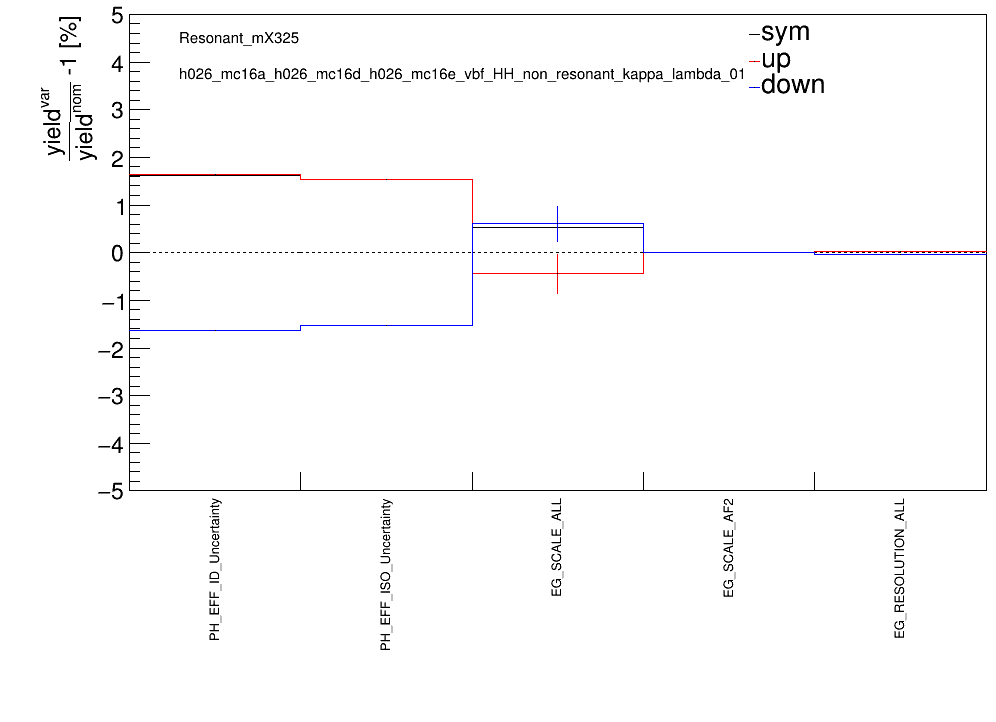 yield^var / yield^nom -1 [%]
5
4
3
2
1
0
−1
−2
−3
−4
−5
Resonant_mX325
h026_mc16a_h026_mc16d_h026_mc16e_vbf_HH_non_resonant_kappa_lambda_01
sym
up
down
PH_EFF_ID_Uncertainty
PH_EFF_ISO_Uncertainty
EG_SCALE_ALL
EG_SCALE_AF2
EG_RESOLUTION_ALL